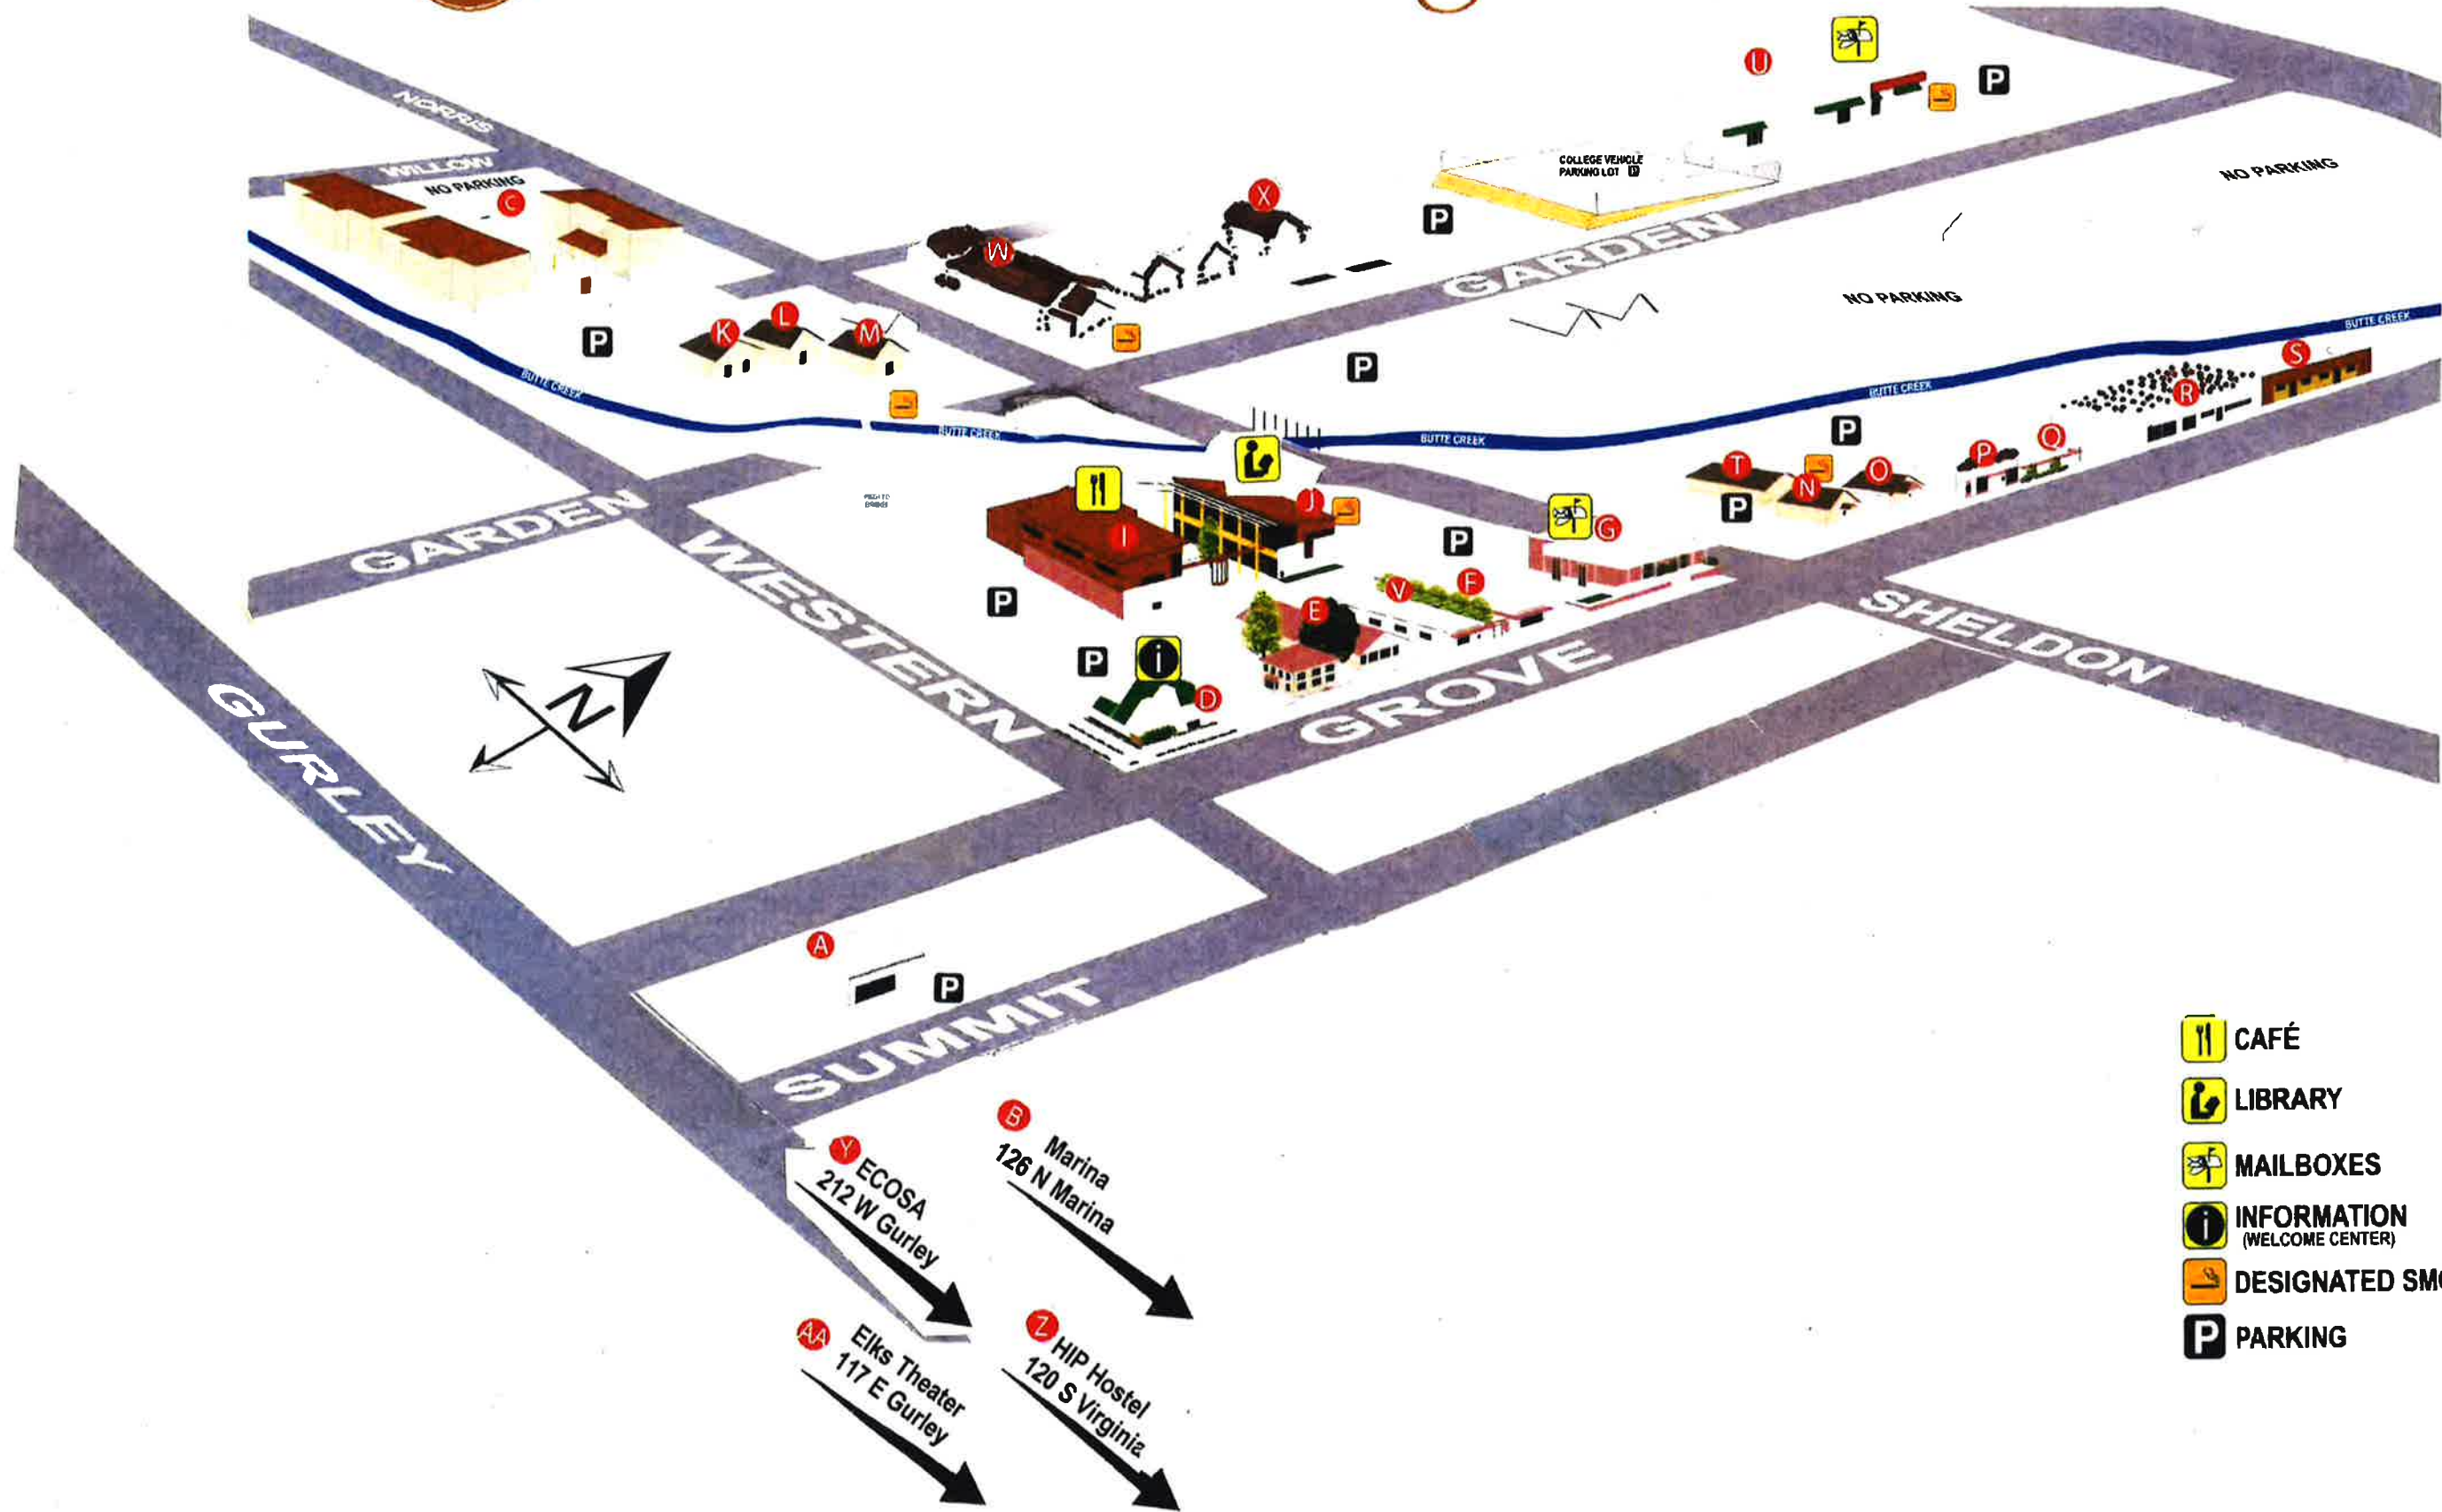 U
P
NORRIS
WILLOW
NO PARKING
C
COLLEGE VEHICLE
PARKING LOT
NO PARKING
X
P
W
GARDEN
NO PARKING
K
L
M
P
P
BUTTE CREEK
BUTTE CREEK
BUTTE CREEK
BUTTE CREEK
BUTTE CREEK
S
R
P
Q
P
T
N
O
P
J
I
G
P
GARDEN
WESTERN
P
V
F
E
P
i
D
GROVE
SHELDON
N
GURLEY
A
P
SUMMIT
Y ECOSA
212 W Gurley
B Marina
126 N Marina
AA Elks Theater
117 E Gurley
Z HIP Hostel
120 S Virginia
CAFÉ
LIBRARY
MAILBOXES
i INFORMATION
(WELCOME CENTER)
DESIGNATED SM
P PARKING